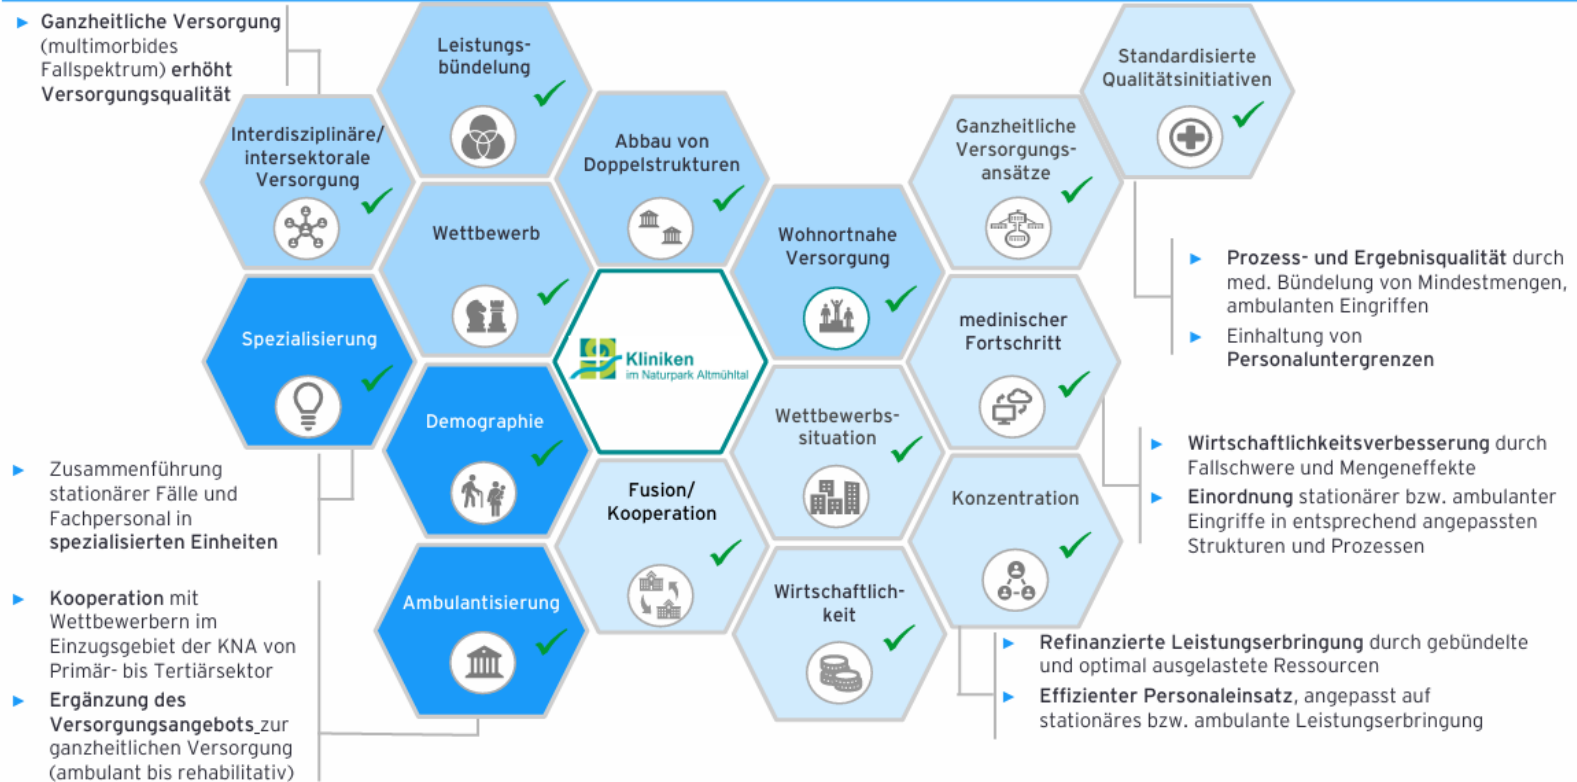 ► Ganzheitliche Versorgung
(multimorbides
Fallspektrum) erhöht
Versorgungsqualität
Leistungs-
bündelung
Standardisierte
Qualitätsinitiativen
Interdisziplinäre/
intersektorale
Versorgung
Abbau von
Doppelstrukturen
Ganzheitliche
Versorgungs-
ansätze
Wettbewerb
Wohnortnahe
Versorgung
► Prozess- und Ergebnisqualität durch
med. Bündelung von Mindestmengen,
ambulanten Eingriffen
► Einhaltung von
Personaluntergrenzen
Spezialisierung
Kliniken
im Naturpark Altmühltal
medinischer
Fortschritt
Demographie
Wettbewerbs-
situation
► Wirtschaftlichkeitsverbesserung durch
Fallschwere und Mengeneffekte
► Einordnung stationärer bzw. ambulanter
Eingriffe in entsprechend angepassten
Strukturen und Prozessen
► Zusammenführung
stationärer Fälle und
Fachpersonal in
spezialisierten Einheiten
Fusion/
Kooperation
Konzentration
► Kooperation mit
Wettbewerbern im
Einzugsgebiet der KNA von
Primär- bis Tertiärsektor
► Ergänzung des
Versorgungsangebots zur
ganzheitlichen Versorgung
(ambulant bis rehabilitativ)
Ambulantisierung
Wirtschaftlich-
keit
► Refinanzierte Leistungserbringung durch gebündelte
und optimal ausgelastete Ressourcen
► Effizienter Personaleinsatz, angepasst auf
stationäres bzw. ambulante Leistungserbringung